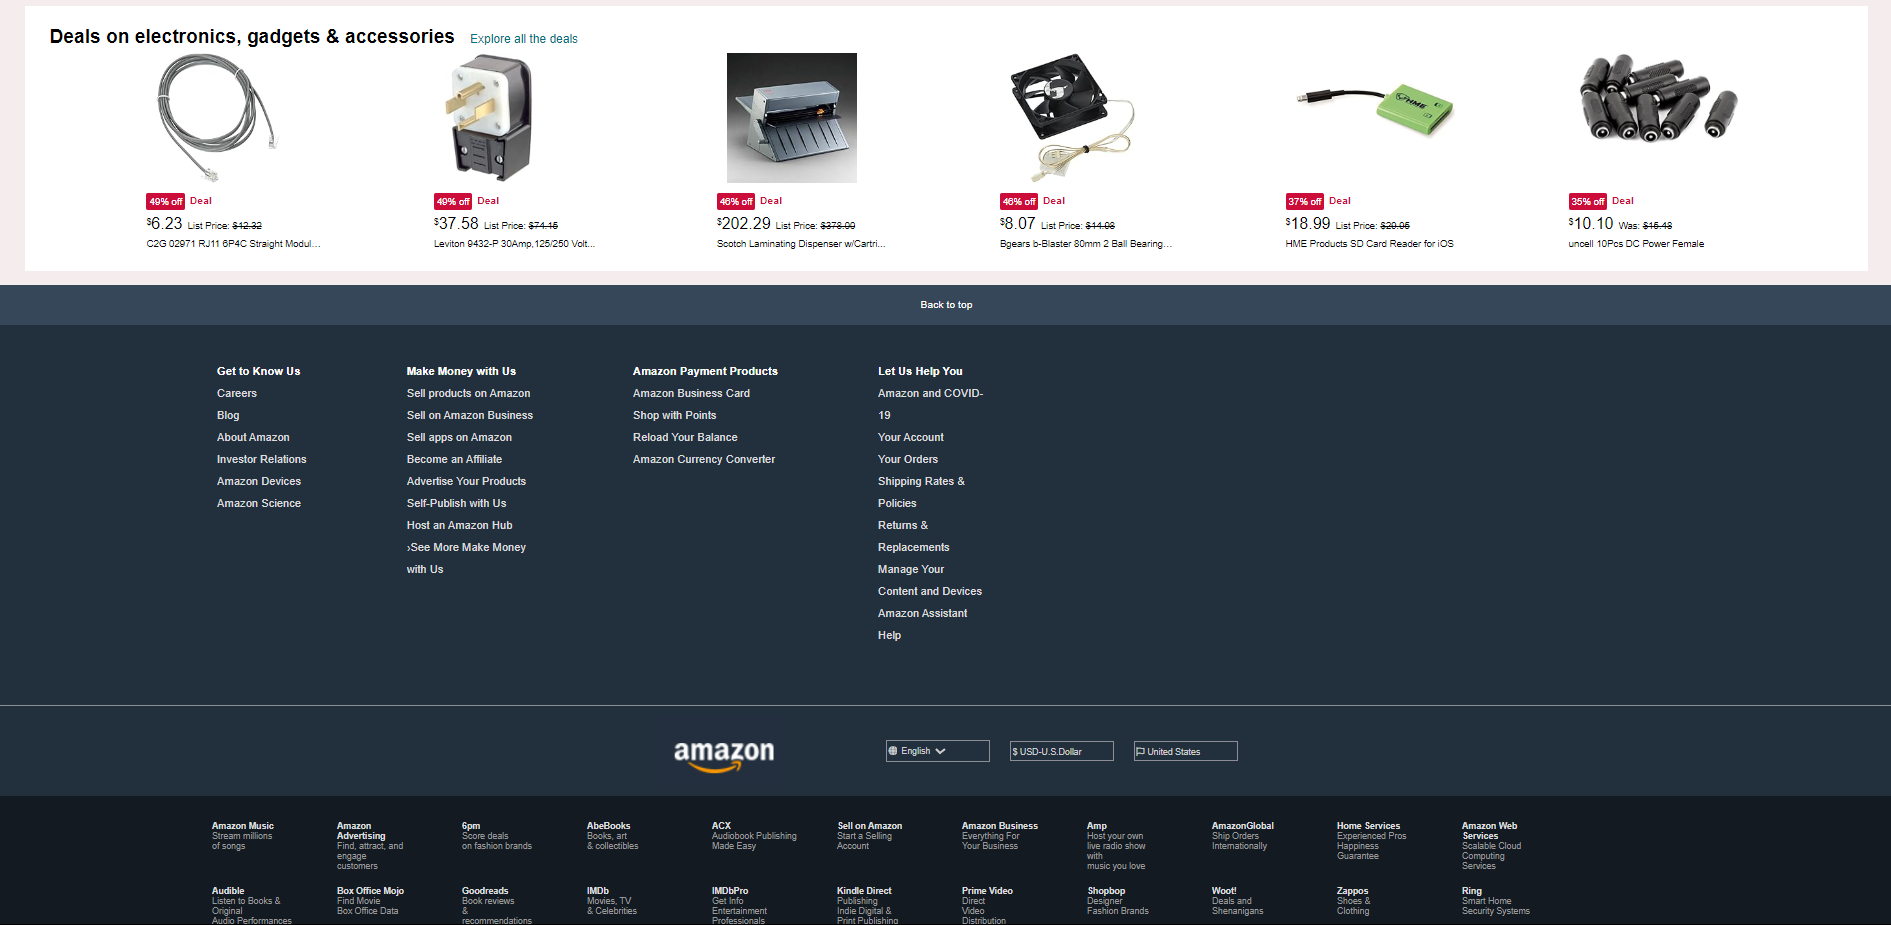 Deals on electronics, gadgets & accessories Explore all the deals
HME
49% off Deal
$6.23 List Price: $12.32
C2G 02971 RJ11 6P4C Straight Modul...
49% off Deal
$37.58 List Price: $74.15
Leviton 9432-P 30Amp,125/250 Volt...
46% off Deal
$202.29 List Price: $378.00
Scotch Laminating Dispenser w/Cartri...
46% off Deal
$8.07 List Price: $14.98
Bgears b-Blaster 80mm 2 Ball Bearing...
37% off Deal
$18.99 List Price: $29.95
HME Products SD Card Reader for iOS
35% off Deal
$10.10 Was: $15.48
uncell 10Pcs DC Power Female
Back to top
Get to Know Us
Careers
Blog
About Amazon
Investor Relations
Amazon Devices
Amazon Science
Make Money with Us
Sell products on Amazon
Sell on Amazon Business
Sell apps on Amazon
Become an Affiliate
Advertise Your Products
Self-Publish with Us
Host an Amazon Hub
›See More Make Money
with Us
Amazon Payment Products
Amazon Business Card
Shop with Points
Reload Your Balance
Amazon Currency Converter
Let Us Help You
Amazon and COVID-
19
Your Account
Your Orders
Shipping Rates &
Policies
Returns &
Replacements
Manage Your
Content and Devices
Amazon Assistant
Help
amazon
English
$ USD-U.S.Dollar
United States
Amazon Music
Stream millions
of songs
Amazon
Advertising
Find, attract, and
engage
customers
6pm
Score deals
on fashion brands
AbeBooks
Books, art
& collectibles
ACX
Audiobook Publishing
Made Easy
Sell on Amazon
Start a Selling
Account
Amazon Business
Everything For
Your Business
Amp
Host your own
live radio show
with
music you love
AmazonGlobal
Ship Orders
Internationally
Home Services
Experienced Pros
Happiness
Guarantee
Amazon Web
Services
Scalable Cloud
Computing
Services
Audible
Listen to Books &
Original
Audio Performances
Box Office Mojo
Find Movie
Box Office Data
Goodreads
Book reviews
&
recommendations
IMDb
Movies, TV
& Celebrities
IMDbPro
Get Info
Entertainment
Professionals
Kindle Direct
Publishing
Indie Digital &
Print Publishing
Prime Video
Direct
Video
Distribution
Shopbop
Designer
Fashion Brands
Woot!
Deals and
Shenanigans
Zappos
Shoes &
Clothing
Ring
Smart Home
Security Systems